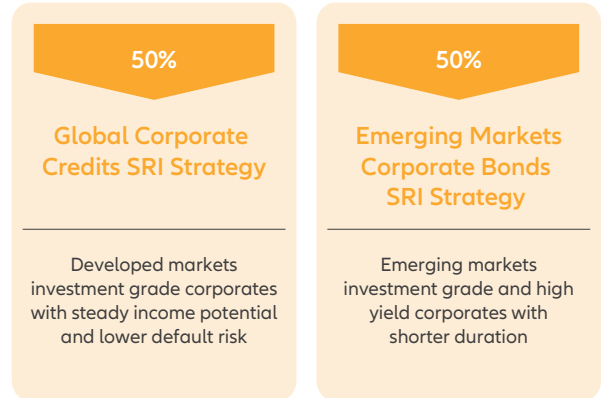 50%
Global Corporate
Credits SRI Strategy
Developed markets
investment grade corporates
with steady income potential
and lower default risk
50%
Emerging Markets
Corporate Bonds
SRI Strategy
Emerging markets
investment grade and high
yield corporates with
shorter duration